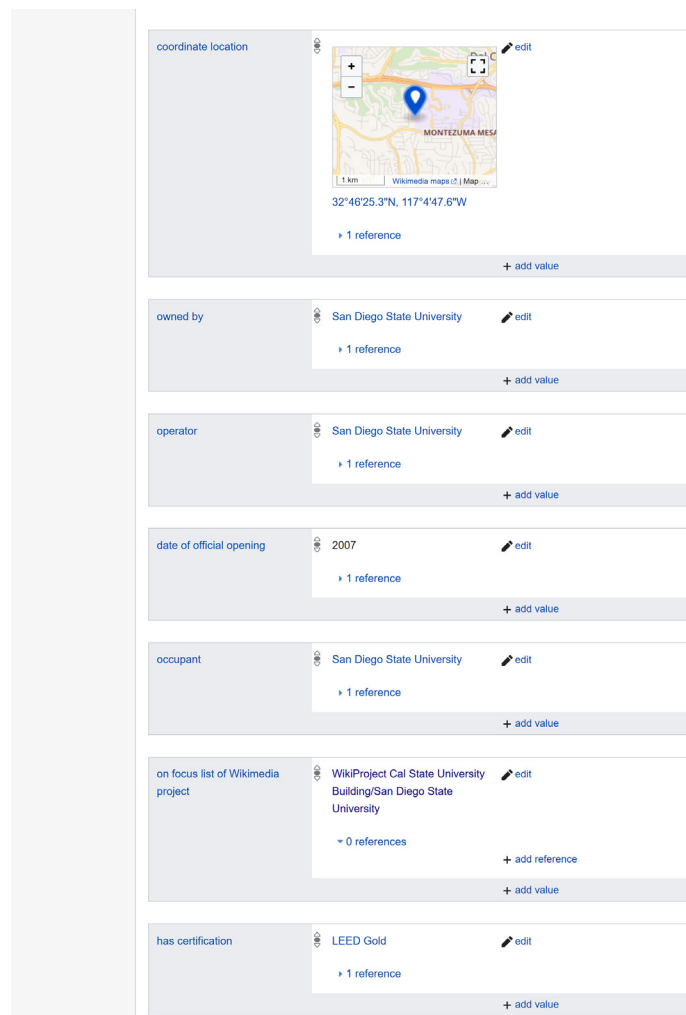 coordinate location
edit
+
−
MONTEZUMA MESA
1 km
Wikimedia maps | Map ...
32°46'25.3"N, 117°4'47.6"W
1 reference
+ add value
owned by
San Diego State University
edit
1 reference
+ add value
operator
San Diego State University
edit
1 reference
+ add value
date of official opening
2007
edit
1 reference
+ add value
occupant
San Diego State University
edit
1 reference
+ add value
on focus list of Wikimedia
project
WikiProject Cal State University
Building/San Diego State
University
edit
0 references
+ add reference
+ add value
has certification
LEED Gold
edit
1 reference
+ add value